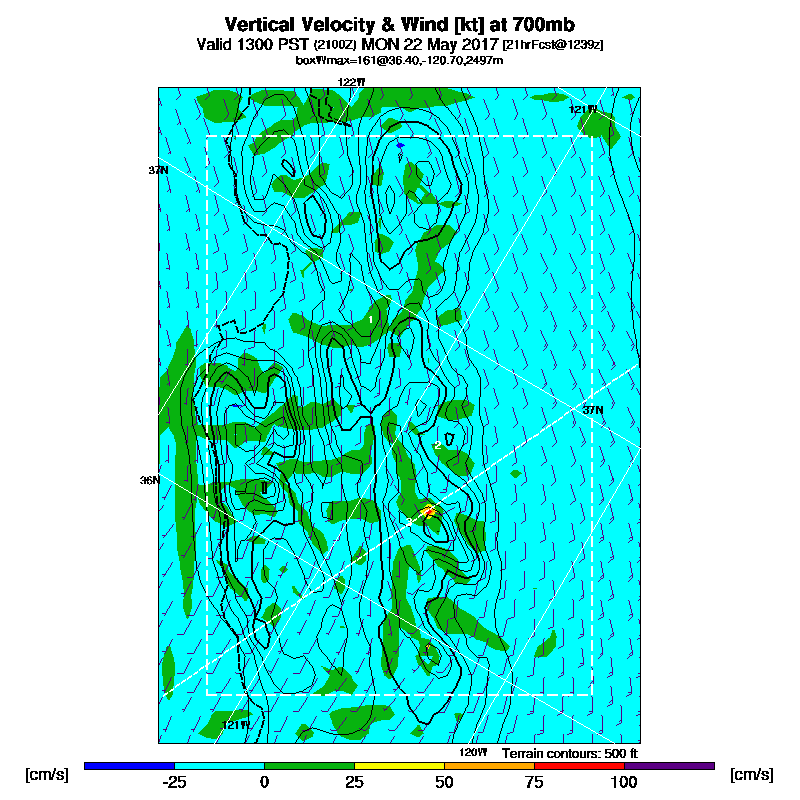 Vertical Velocity & Wind [kt] at 700mb
Valid 1300 PST (2100Z) MON 22 May 2017 [21hrFcst@1239z]
boxWmax=161@36.40,-120.70,2497m
122W
121W
37N
1
37N
2
36N
3
4
121W
120W Terrain contours: 500 ft
[cm/s] -25 0 25 50 75 100 [cm/s]